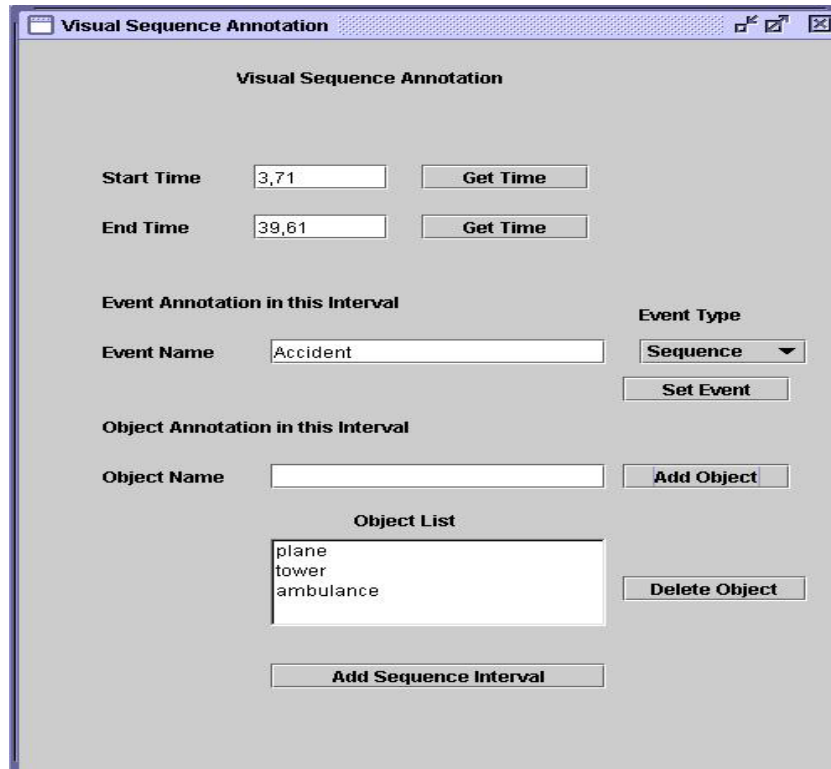 Visual Sequence Annotation
Visual Sequence Annotation
Start Time 3,71 Get Time
End Time 39,61 Get Time
Event Annotation in this Interval
Event Type
Event Name Accident Sequence
Set Event
Object Annotation in this Interval
Object Name Add Object
Object List
plane
tower
ambulance
Delete Object
Add Sequence Interval